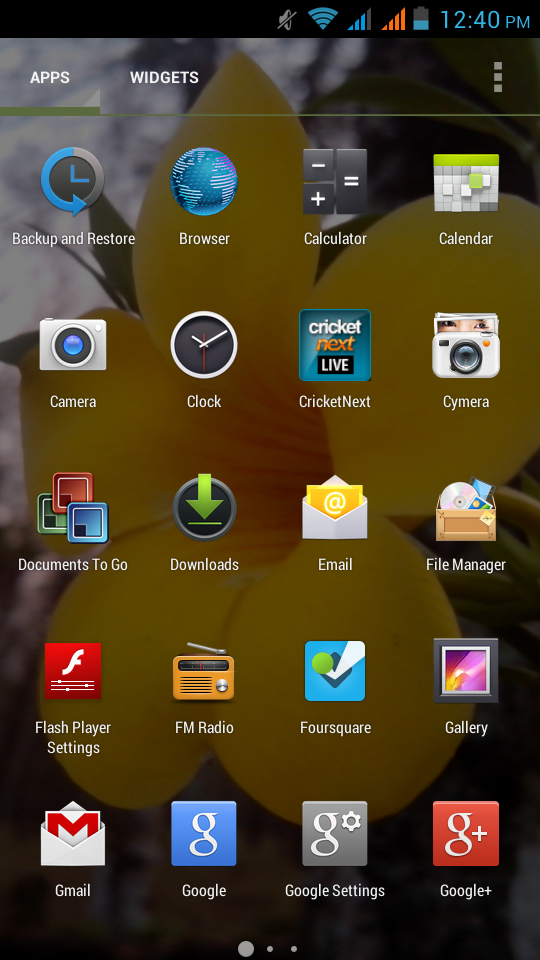 12:40 PM
APPS WIDGETS
Backup and Restore Browser Calculator Calendar
cricket
next
LIVE
Camera Clock CricketNext Cymera
@
Documents To Go Downloads Email File Manager
Flash Player
Settings
FM Radio Foursquare Gallery
g g g+
Gmail Google Google Settings Google+